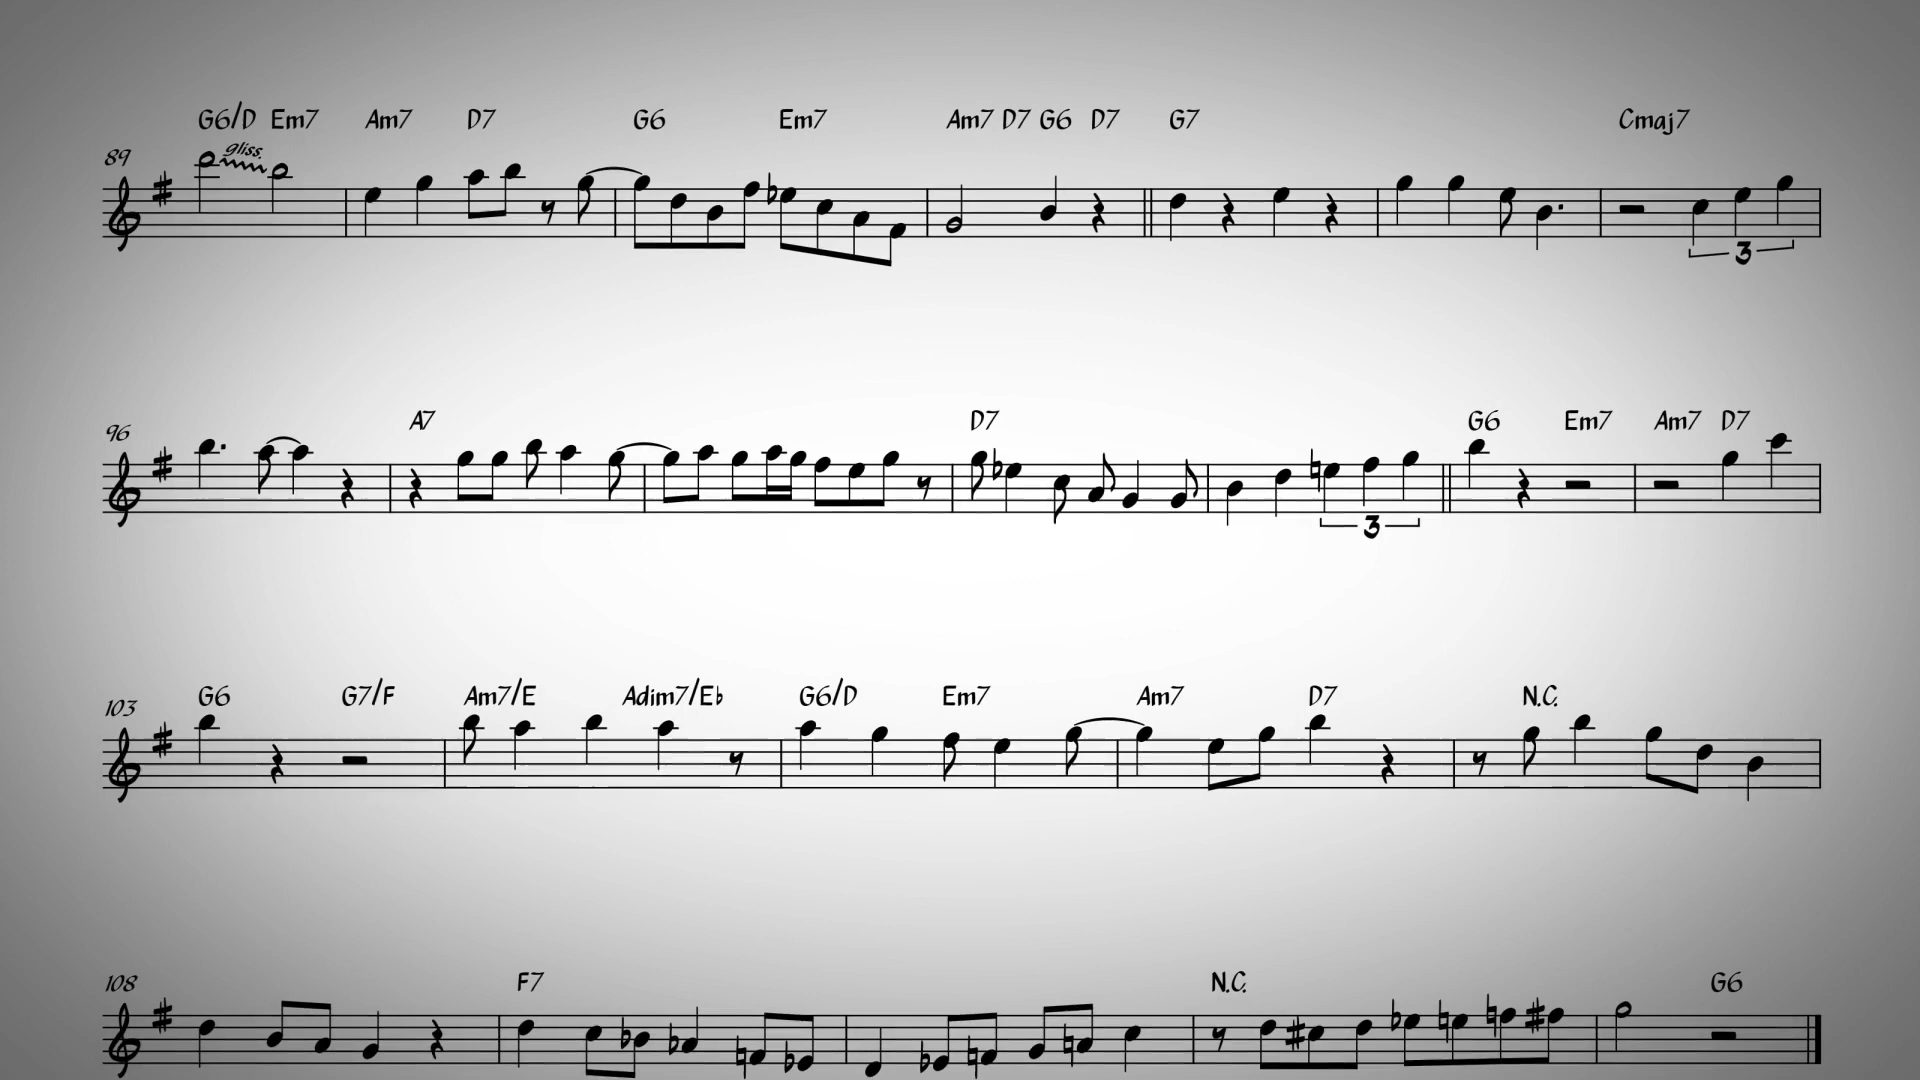 G6/D Em7 Am7 D7 G6 Em7 Am7 D7 G6 D7 G7 Cmaj7
89 gliss.
3
A7 D7 G6 Em7 Am7 D7
96
3
G6 G7/F Am7/E Adim7/E♭ G6/D Em7 Am7 D7 N.C.
103
F7 N.C. G6
108